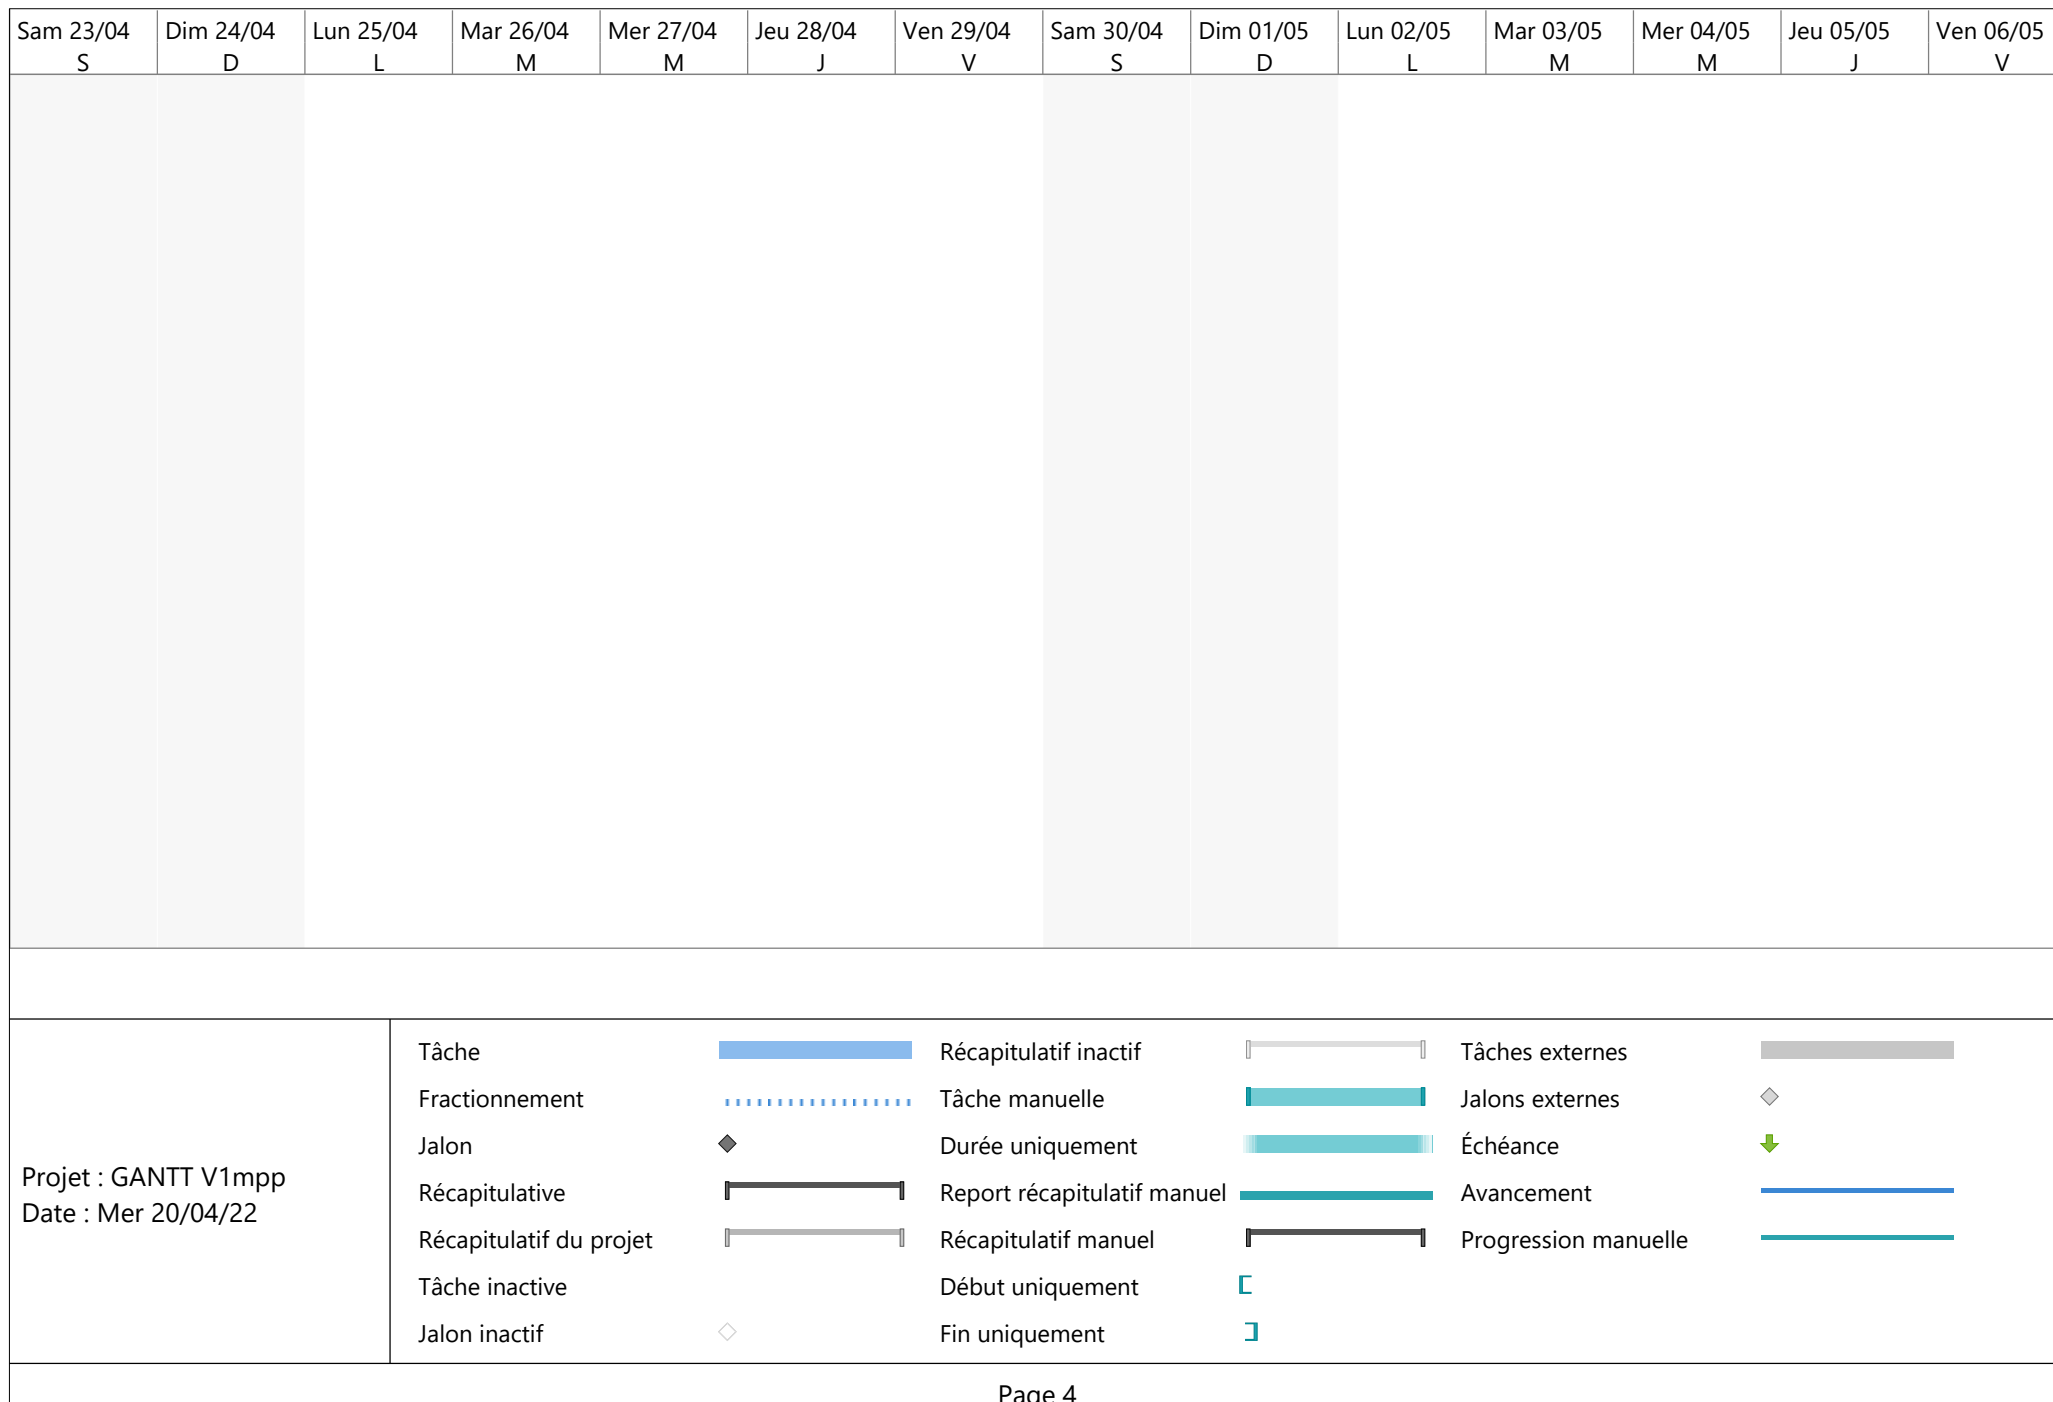 Sam 23/04 Dim 24/04 Lun 25/04 Mar 26/04 Mer 27/04 Jeu 28/04 Ven 29/04 Sam 30/04 Dim 01/05 Lun 02/05 Mar 03/05 Mer 04/05 Jeu 05/05 Ven 06/05
S D L M M J V S D L M M J V
Projet : GANTT V1mpp
Date : Mer 20/04/22
Tâche
Fractionnement
Jalon
Récapitulative
Récapitulatif du projet
Tâche inactive
Jalon inactif
Récapitulatif inactif
Tâche manuelle
Durée uniquement
Report récapitulatif manuel
Récapitulatif manuel
Début uniquement
Fin uniquement
Tâches externes
Jalons externes
Échéance
Avancement
Progression manuelle
Page 4